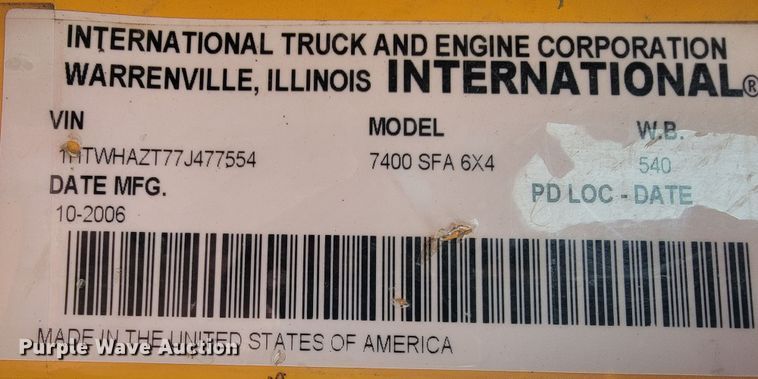 INTERNATIONAL TRUCK AND ENGINE CORPORATION
WARRENVILLE, ILLINOIS INTERNATIONAL®
VIN MODEL W.B.
1HTWHAZT77J477554 7400 SFA 6X4 540
DATE MFG. PD LOC - DATE
10-2006
MADE IN THE UNITED STATES OF AMERICA
Purple Wave Auction